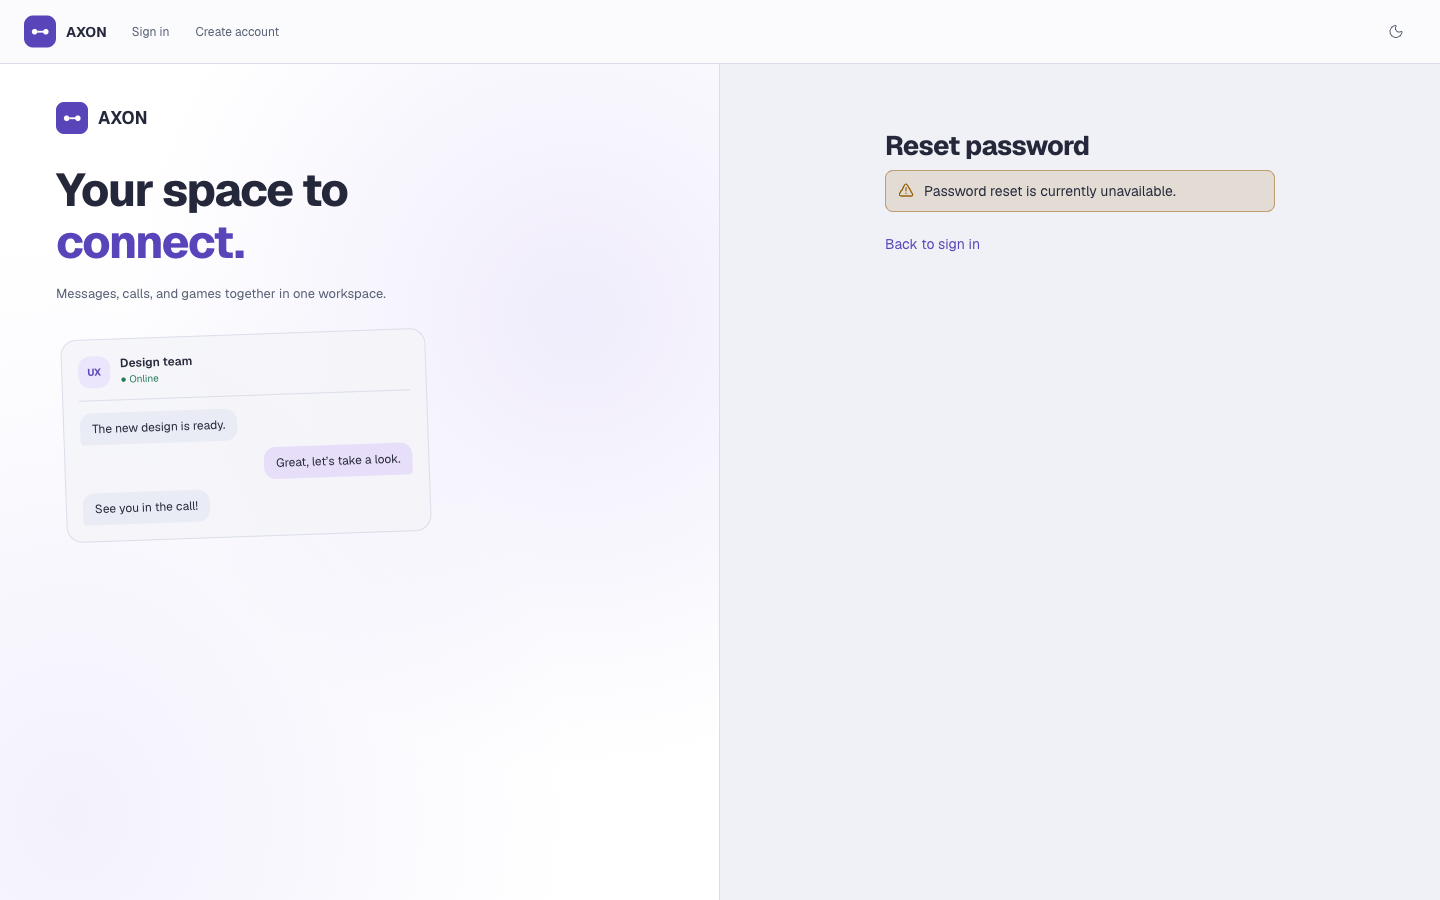 AXON
Sign in
Create account
AXON
Your space to
connect.
Messages, calls, and games together in one workspace.
UX
Design team
● Online
The new design is ready.
Great, let's take a look.
See you in the call!
Reset password
Password reset is currently unavailable.
Back to sign in